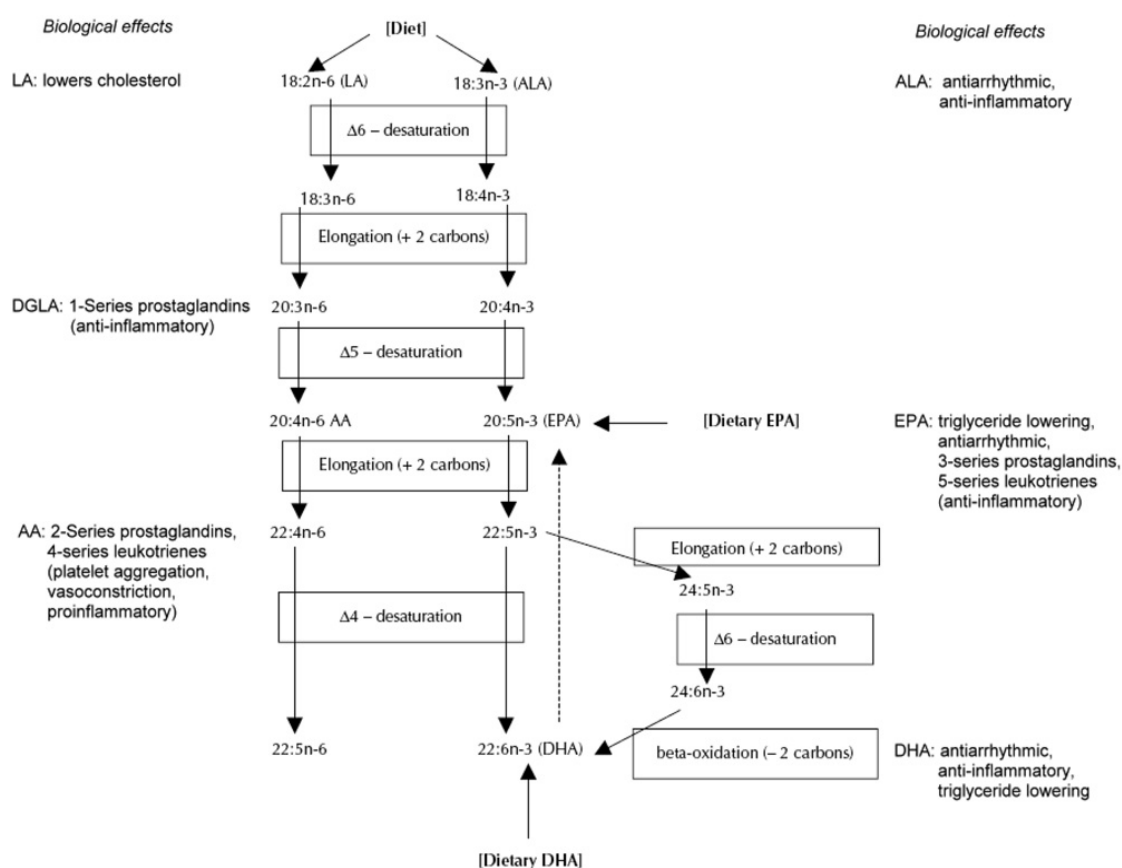 Biological effects
[Diet]
Biological effects
LA: lowers cholesterol
18:2n-6 (LA)
18:3n-3 (ALA)
ALA: antiarrhythmic,
anti-inflammatory
Δ6 – desaturation
18:3n-6
18:4n-3
Elongation (+ 2 carbons)
DGLA: 1-Series prostaglandins
(anti-inflammatory)
20:3n-6
20:4n-3
Δ5 – desaturation
20:4n-6 AA
20:5n-3 (EPA)
[Dietary EPA]
EPA: triglyceride lowering,
antiarrhythmic,
3-series prostaglandins,
5-series leukotrienes
(anti-inflammatory)
Elongation (+ 2 carbons)
AA: 2-Series prostaglandins,
4-series leukotrienes
(platelet aggregation,
vasoconstriction,
proinflammatory)
22:4n-6
22:5n-3
Elongation (+ 2 carbons)
24:5n-3
Δ4 – desaturation
Δ6 – desaturation
24:6n-3
22:5n-6
22:6n-3 (DHA)
beta-oxidation (– 2 carbons)
DHA: antiarrhythmic,
anti-inflammatory,
triglyceride lowering
[Dietary DHA]